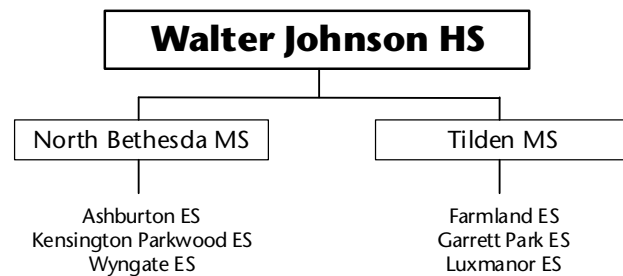 Walter Johnson HS
North Bethesda MS
Tilden MS
Ashburton ES
Kensington Parkwood ES
Wyngate ES
Farmland ES
Garrett Park ES
Luxmanor ES